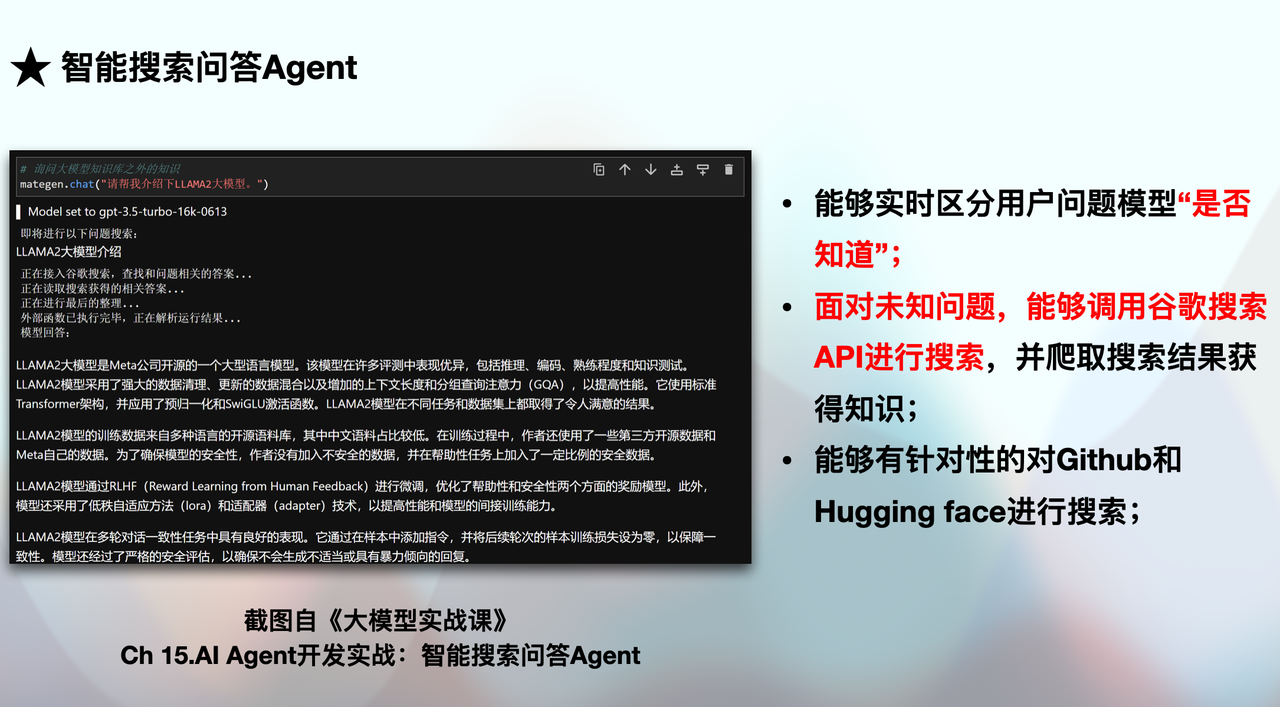 ★ 智能搜索问答Agent
# 询问大模型知识库之外的知识
mategen.chat("请帮我介绍下LLAMA2大模型。")
Model set to gpt-3.5-turbo-16k-0613
即将进行以下问题搜索:
LLAMA2大模型介绍
正在接入谷歌搜索，查找和问题相关的答案...
正在读取搜索获得的相关答案...
正在进行最后的整理...
外部函数已执行完毕，正在解析运行结果...
模型回答:
LLAMA2大模型是Meta公司开源的一个大型语言模型。该模型在许多评测中表现优异，包括推理、编码、熟练程度和知识测试。
LLAMA2模型采用了强大的数据清理、更新的数据混合以及增加的上下文长度和分组查询注意力（GQA），以提高性能。它使用标准
Transformer架构，并应用了预归一化和SwiGLU激活函数。LLAMA2模型在不同任务和数据集上都取得了令人满意的结果。
LLAMA2模型的训练数据来自多种语言的开源语料库，其中中文语料占比较低。在训练过程中，作者还使用了一些第三方开源数据和
Meta自己的数据。为了确保模型的安全性，作者没有加入不安全的数据，并在帮助性任务上加入了一定比例的安全数据。
LLAMA2模型通过RLHF（Reward Learning from Human Feedback）进行微调，优化了帮助性和安全性两个方面的奖励模型。此外，
模型还采用了低秩自适应方法（lora）和适配器（adapter）技术，以提高性能和模型的间接训练能力。
LLAMA2模型在多轮对话一致性任务中具有良好的表现。它通过在样本中添加指令，并将后续轮次的样本训练损失设为零，以保障一
致性。模型还经过了严格的安全评估，以确保不会生成不适当或具有暴力倾向的回复。
截图自《大模型实战课》
Ch 15.AI Agent开发实战：智能搜索问答Agent
• 能够实时区分用户问题模型“是否
知道”；
• 面对未知问题，能够调用谷歌搜索
API进行搜索，并爬取搜索结果获
得知识；
• 能够有针对性的对Github和
Hugging face进行搜索；